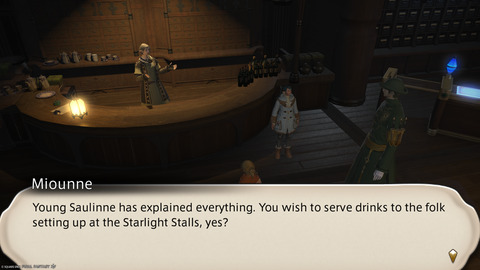 Miounne
Young Saulinne has explained everything. You wish to serve drinks to the folk
setting up at the Starlight Stalls, yes?